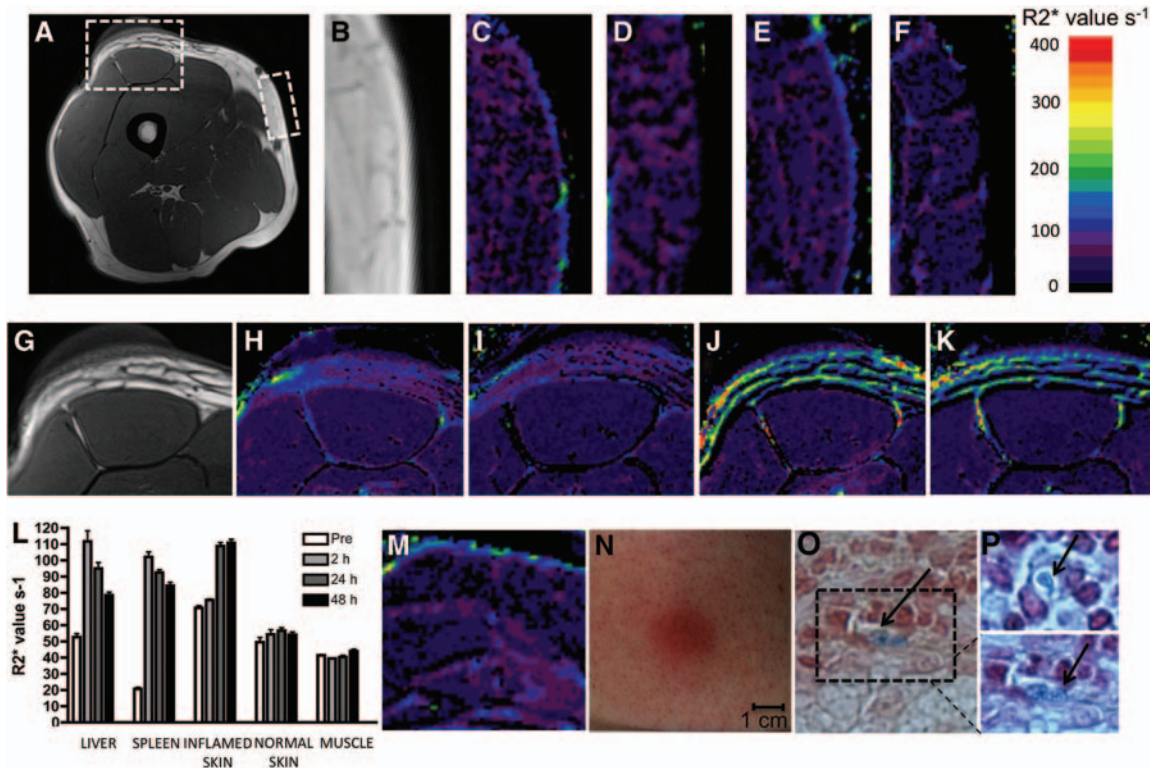 A
B
C
D
E
F
R2* value s-1
400
300
200
100
0
G
H
I
J
K
L
R2* value s-1
120
110
100
90
80
70
60
50
40
30
20
10
0
Pre
2 h
24 h
48 h
LIVER
SPLEEN
INFLAMED
SKIN
NORMAL
SKIN
MUSCLE
M
N
1 cm
O
P